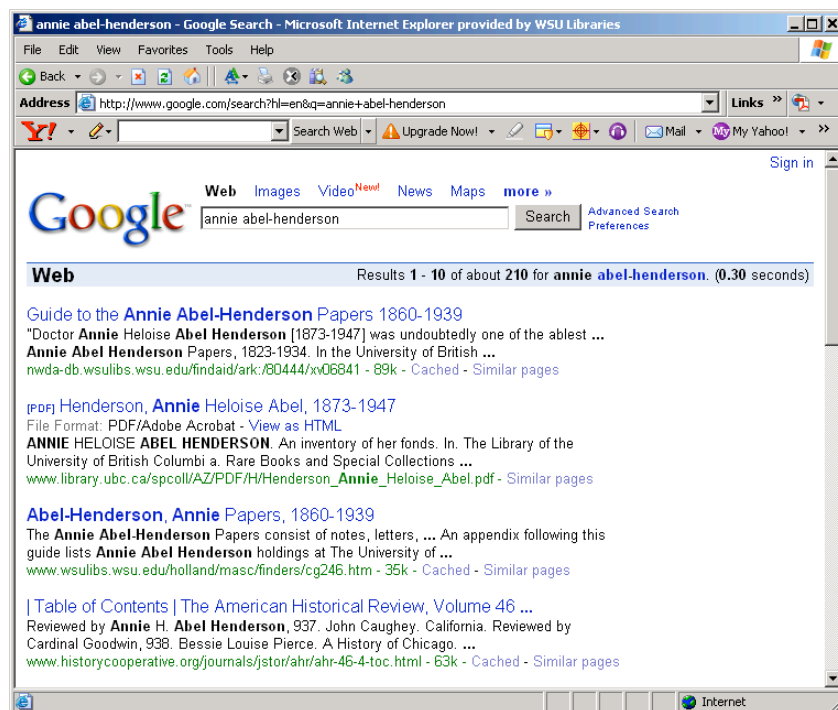 annie abel-henderson - Google Search - Microsoft Internet Explorer provided by WSU Libraries
File Edit View Favorites Tools Help
Back
Address http://www.google.com/search?hl=en&q=annie+abel-henderson Links »
Y! Search Web Upgrade Now! Mail My My Yahoo! »
Sign in
Google™
Web Images Video New! News Maps more »
annie abel-henderson Search Advanced Search
Preferences
Web Results 1 - 10 of about 210 for annie abel-henderson. (0.30 seconds)
Guide to the Annie Abel-Henderson Papers 1860-1939
"Doctor Annie Heloise Abel Henderson [1873-1947] was undoubtedly one of the ablest ...
Annie Abel Henderson Papers, 1823-1934. In the University of British ...
nwda-db.wsulibs.wsu.edu/findaid/ark:/80444/xv06841 - 89k - Cached - Similar pages
[PDF] Henderson, Annie Heloise Abel, 1873-1947
File Format: PDF/Adobe Acrobat - View as HTML
ANNIE HELOISE ABEL HENDERSON. An inventory of her fonds. In. The Library of the
University of British Columbi a. Rare Books and Special Collections ...
www.library.ubc.ca/spcoll/AZ/PDF/H/Henderson_Annie_Heloise_Abel.pdf - Similar pages
Abel-Henderson, Annie Papers, 1860-1939
The Annie Abel-Henderson Papers consist of notes, letters, ... An appendix following this
guide lists Annie Abel Henderson holdings at The University of ...
www.wsulibs.wsu.edu/holland/masc/finders/cg246.htm - 35k - Cached - Similar pages
| Table of Contents | The American Historical Review, Volume 46 ...
Reviewed by Annie H. Abel Henderson, 937. John Caughey. California. Reviewed by
Cardinal Goodwin, 938. Bessie Louise Pierce. A History of Chicago. ...
www.historycooperative.org/journals/jstor/ahr/ahr-46-4-toc.html - 63k - Cached - Similar pages
Internet